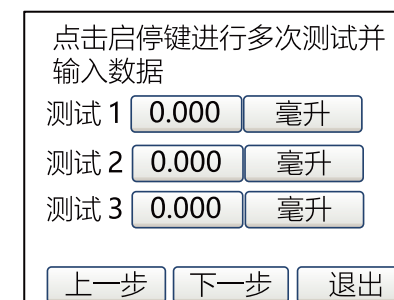 点击启停键进行多次测试并
输入数据
测试 1 0.000 毫升
测试 2 0.000 毫升
测试 3 0.000 毫升
上一步 下一步 退出